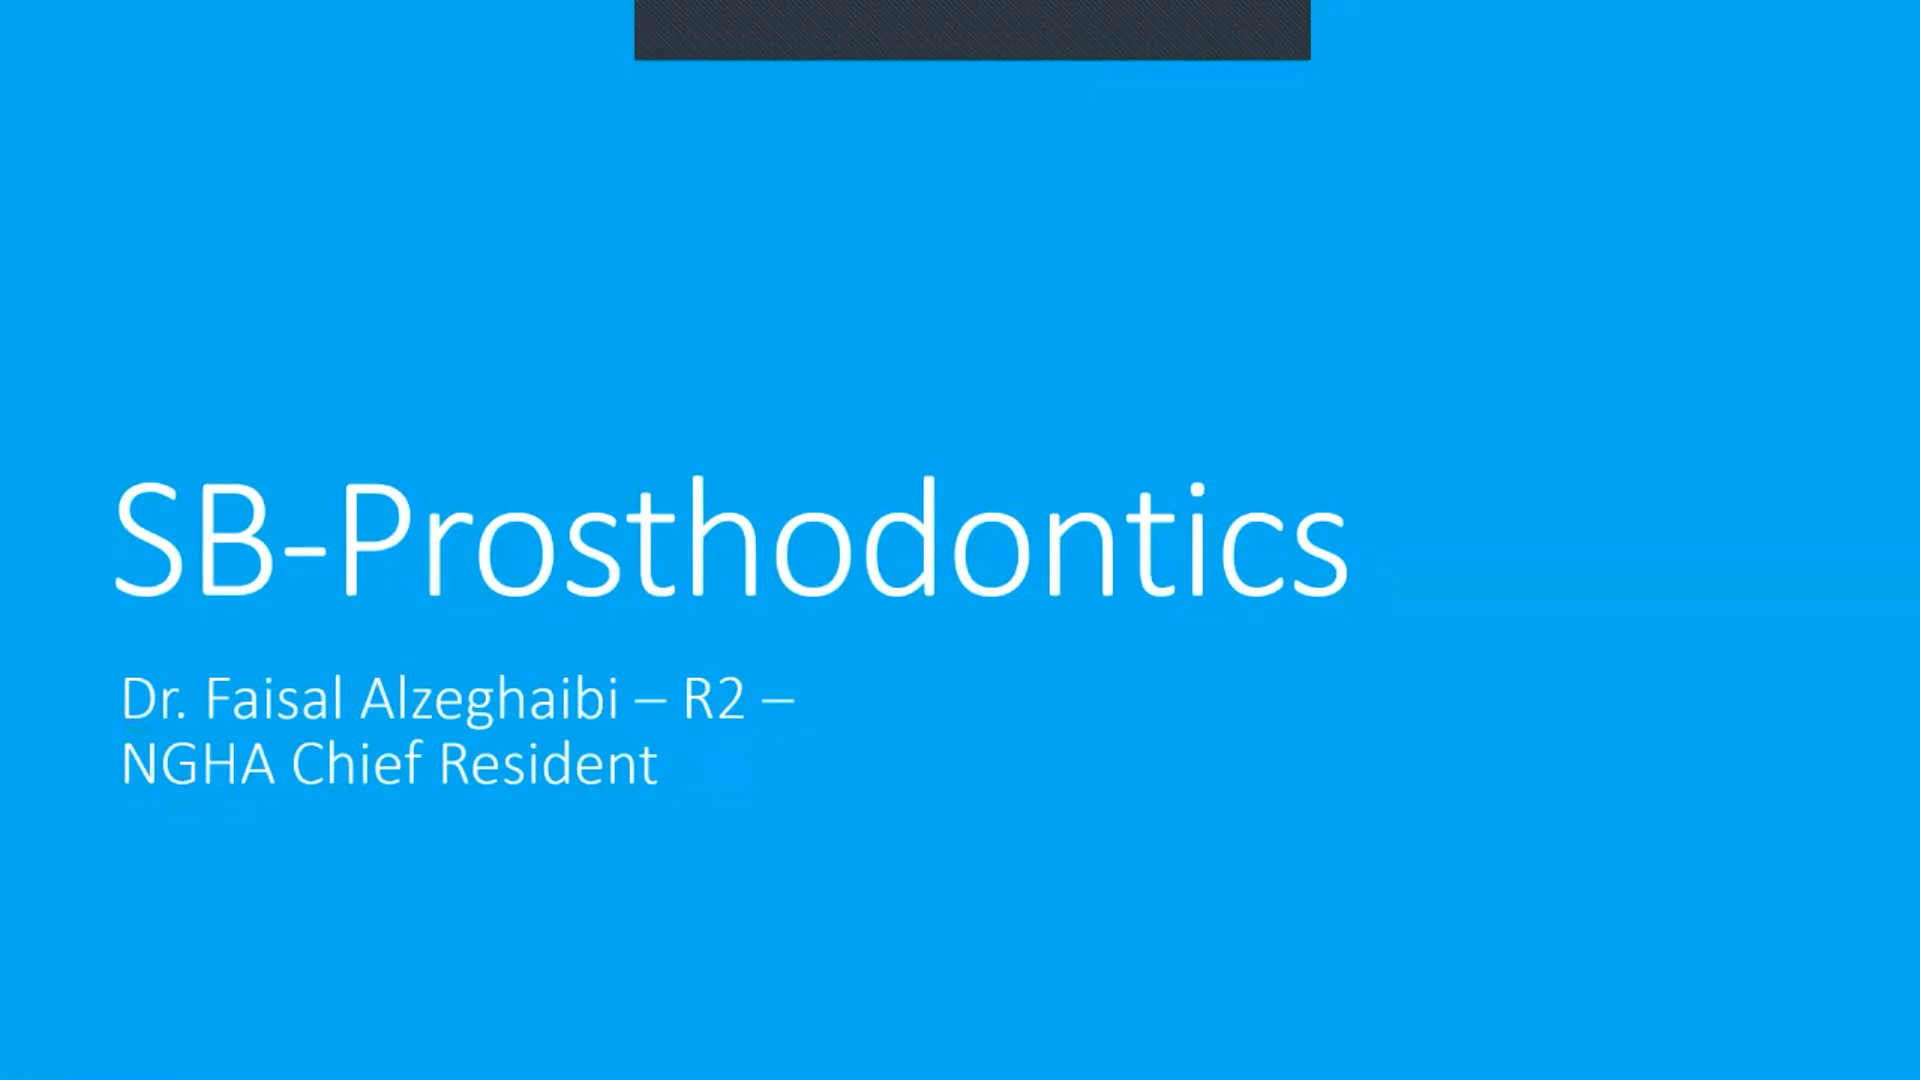 SB-Prosthodontics
Dr. Faisal Alzeghaibi – R2 –
NGHA Chief Resident